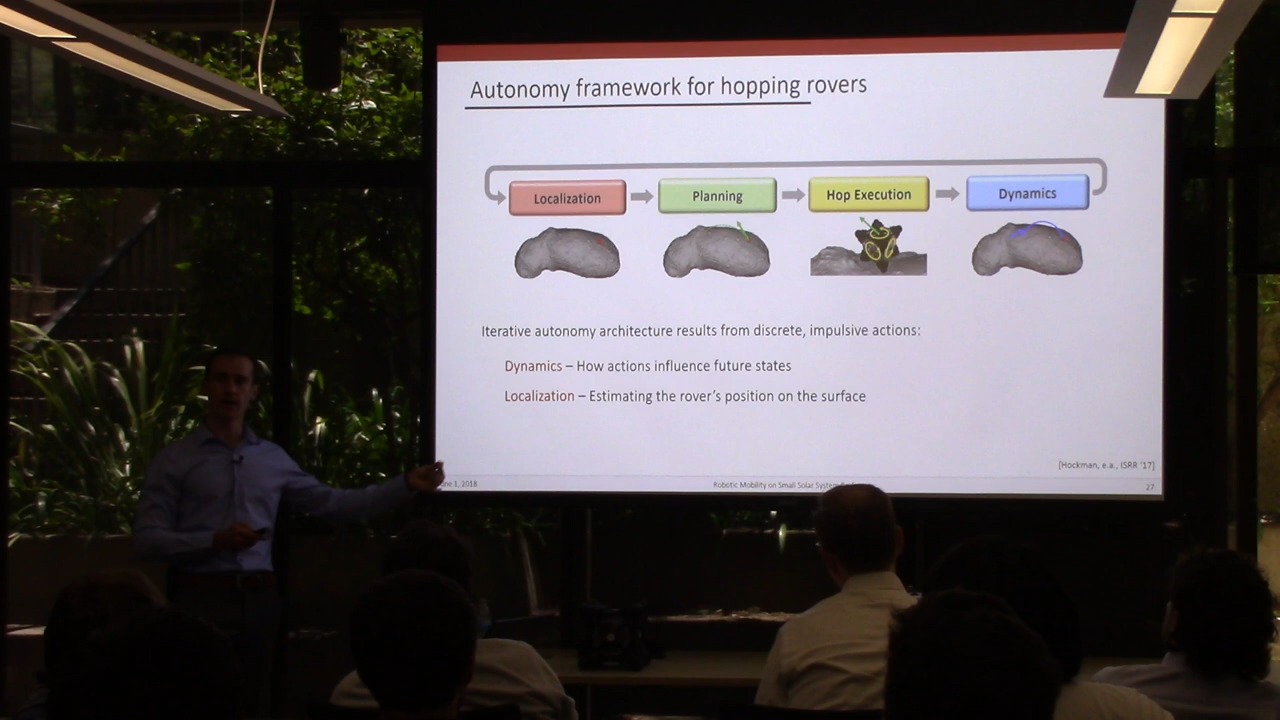 Autonomy framework for hopping rovers
Localization
Planning
Hop Execution
Dynamics
Iterative autonomy architecture results from discrete, impulsive actions:
Dynamics – How actions influence future states
Localization – Estimating the rover's position on the surface
[Hockman, e.a., ISRR '17]
1, 2018
Robotic Mobility on Small Solar System
27